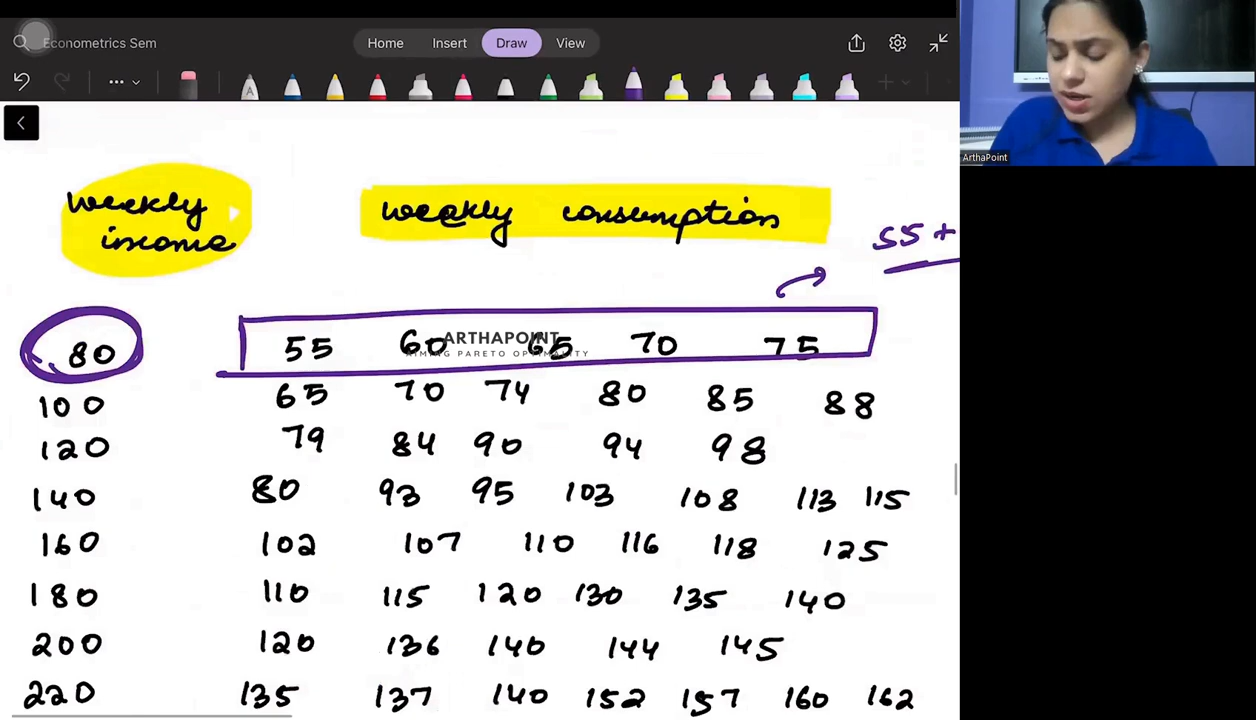 Econometrics Sem
Home Insert Draw View
A
ArthaPoint
weekly income
weekly consumption
55 +
ARTHAPOINT
AIMING PARETO OPTIMALITY
80 55 60 65 70 75
100 65 70 74 80 85 88
120 79 84 90 94 98
140 80 93 95 103 108 113 115
160 102 107 110 116 118 125
180 110 115 120 130 135 140
200 120 136 140 144 145
220 135 137 140 152 157 160 162